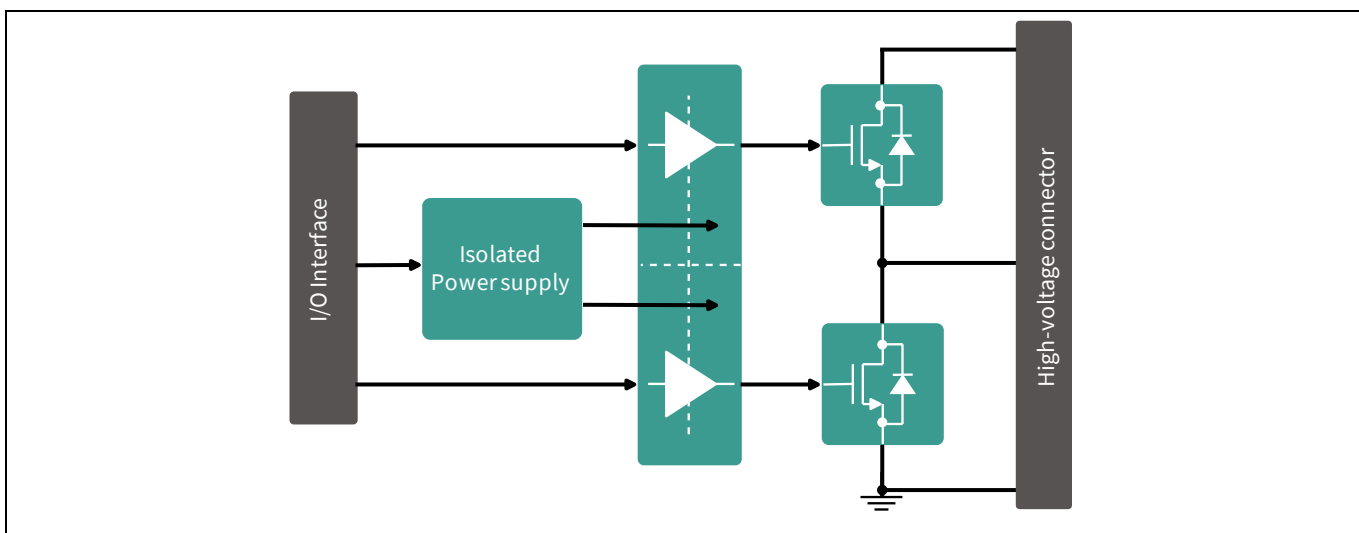 I/O Interface
Isolated
Power supply
High-voltage connector